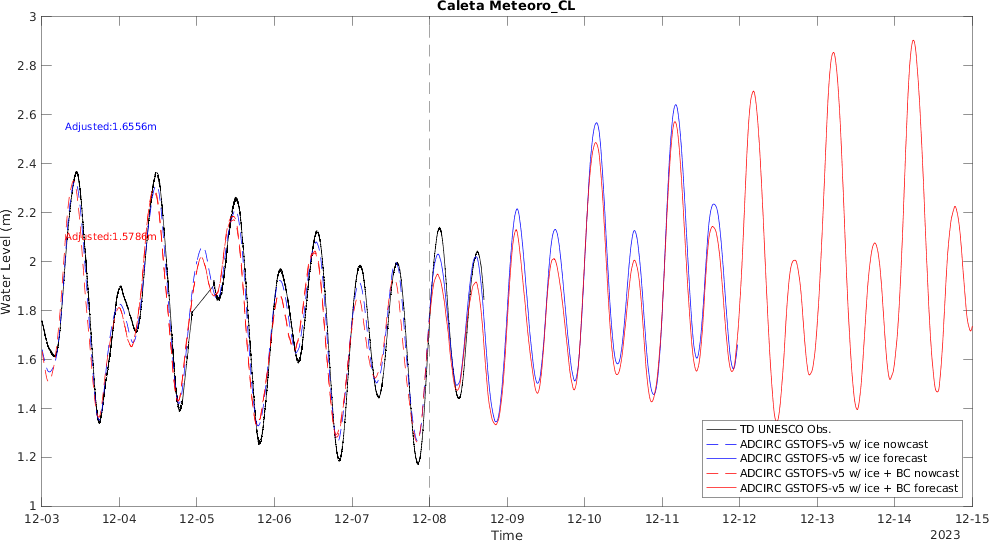 Caleta Meteoro_CL
3
2.8
2.6
2.4
2.2
2
1.8
1.6
1.4
1.2
1
Water Level (m)
Adjusted:1.6556m
Adjusted:1.5786m
TD UNESCO Obs.
ADCIRC GSTOFS-v5 w/ ice nowcast
ADCIRC GSTOFS-v5 w/ ice forecast
ADCIRC GSTOFS-v5 w/ ice + BC nowcast
ADCIRC GSTOFS-v5 w/ ice + BC forecast
12-03 12-04 12-05 12-06 12-07 12-08 12-09 12-10 12-11 12-12 12-13 12-14 12-15
Time
2023